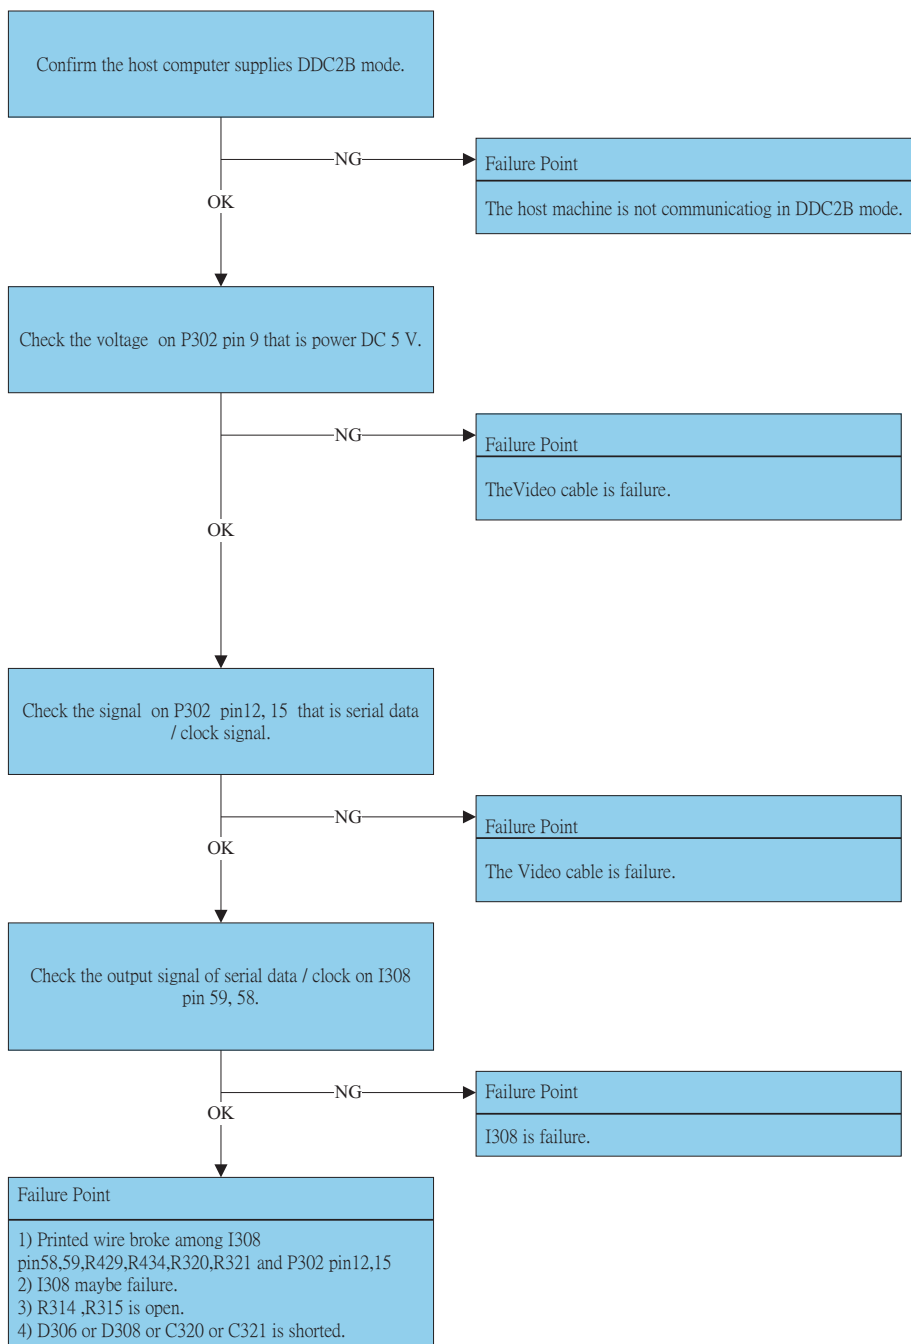 Confirm the host computer supplies DDC2B mode.
NG
Failure Point
The host machine is not communicatiog in DDC2B mode.
OK
Check the voltage on P302 pin 9 that is power DC 5 V.
NG
Failure Point
TheVideo cable is failure.
OK
Check the signal on P302 pin12, 15 that is serial data
/ clock signal.
NG
Failure Point
The Video cable is failure.
OK
Check the output signal of serial data / clock on I308
pin 59, 58.
NG
Failure Point
I308 is failure.
OK
Failure Point
1) Printed wire broke among I308
pin58,59,R429,R434,R320,R321 and P302 pin12,15
2) I308 maybe failure.
3) R314 ,R315 is open.
4) D306 or D308 or C320 or C321 is shorted.